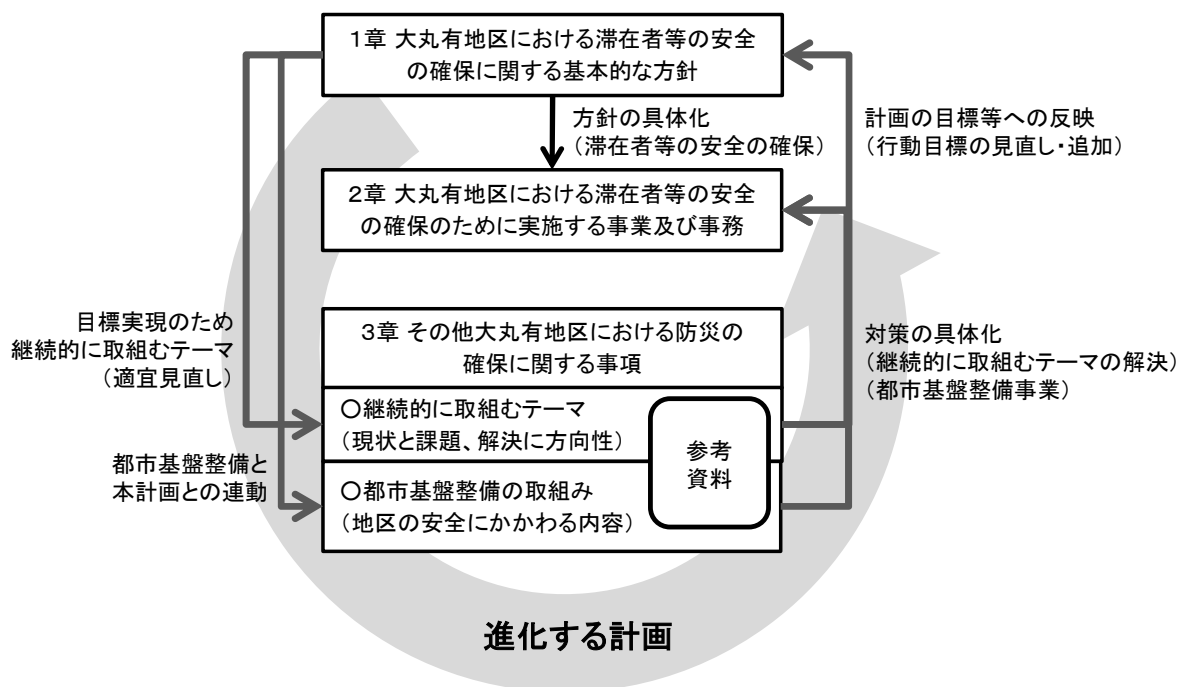 1章 大丸有地区における滞在者等の安全
の確保に関する基本的な方針
方針の具体化
(滞在者等の安全の確保)
計画の目標等への反映
(行動目標の見直し・追加)
2章 大丸有地区における滞在者等の安全
の確保のために実施する事業及び事務
目標実現のため
継続的に取組むテーマ
(適宜見直し)
3章 その他大丸有地区における防災の
確保に関する事項
対策の具体化
(継続的に取組むテーマの解決)
(都市基盤整備事業)
○継続的に取組むテーマ
(現状と課題、解決に方向性)
参考
資料
都市基盤整備と
本計画との連動
○都市基盤整備の取組み
(地区の安全にかかわる内容)
進化する計画